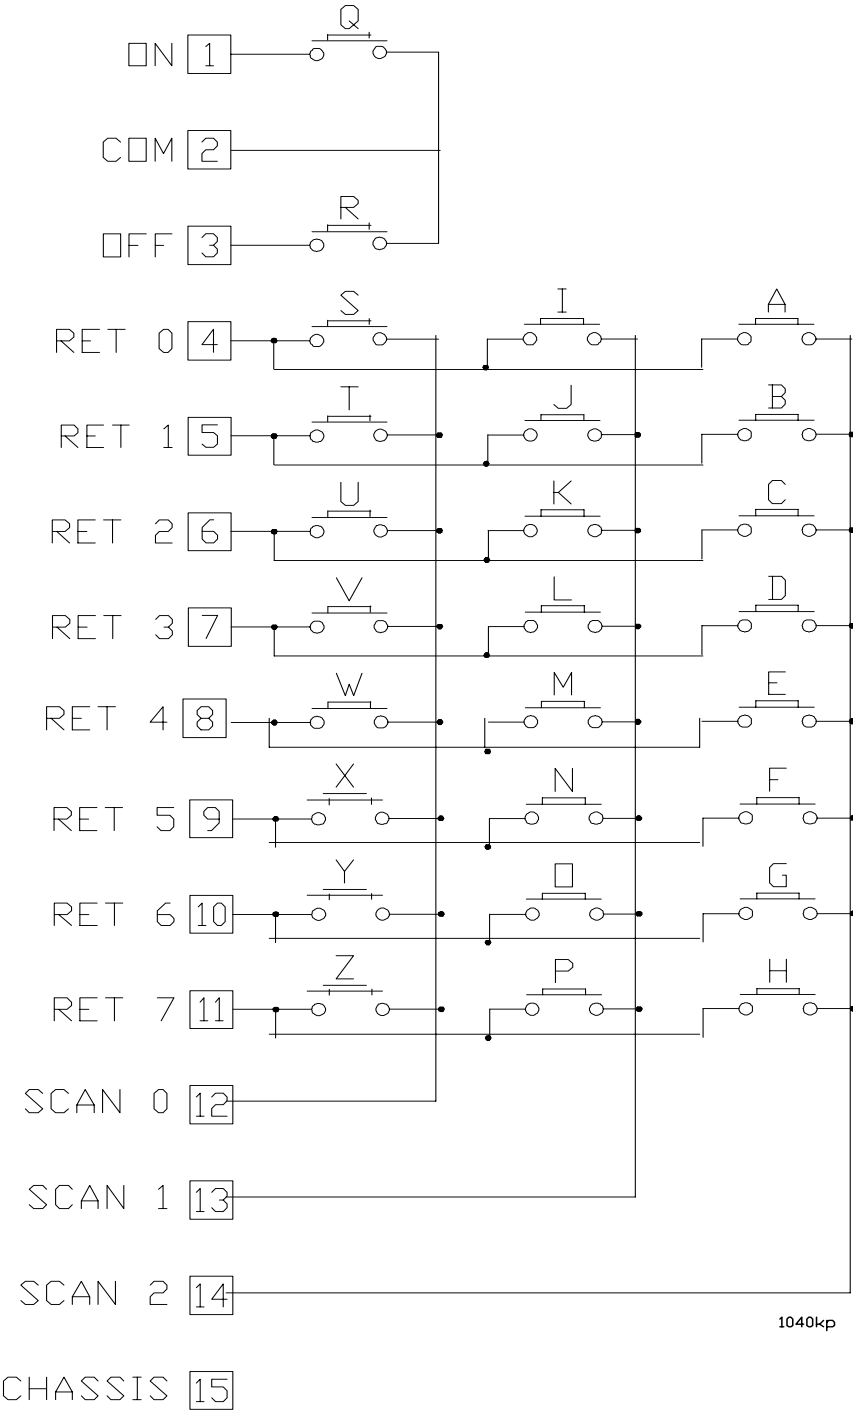 Q
ON 1
COM 2
R
OFF 3
S I A
RET 0 4
T J B
RET 1 5
U K C
RET 2 6
V L D
RET 3 7
W M E
RET 4 8
X N F
RET 5 9
Y O G
RET 6 10
Z P H
RET 7 11
SCAN 0 12
SCAN 1 13
SCAN 2 14
1040kp
CHASSIS 15